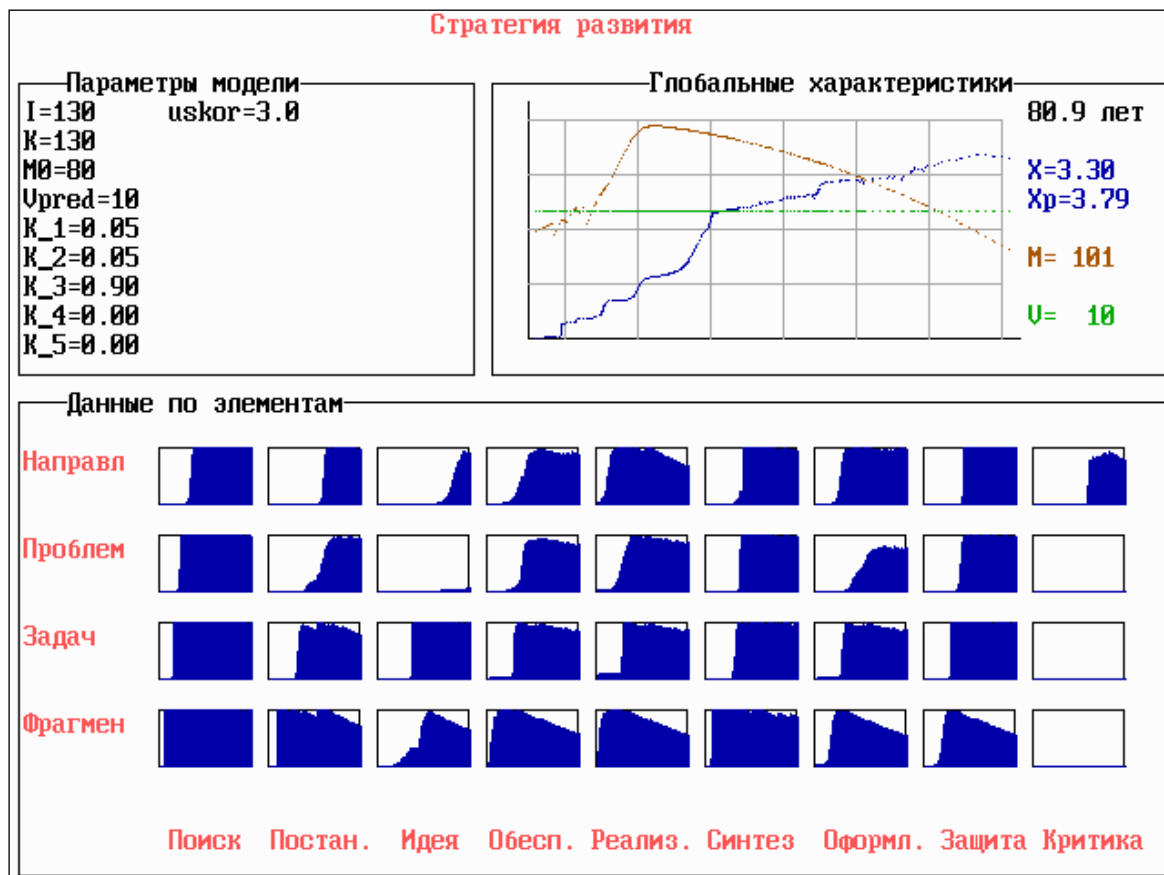 Стратегия развития
Параметры модели
I=130 uskor=3.0
K=130
M0=80
Vpred=10
K_1=0.05
K_2=0.05
K_3=0.90
K_4=0.00
K_5=0.00
Глобальные характеристики
80.9 лет
X=3.30
Xp=3.79
M= 101
V= 10
Данные по элементам
Направл
Проблем
Задач
Фрагмен
Поиск Постан. Идея Обесп. Реализ. Синтез Оформл. Защита Критика